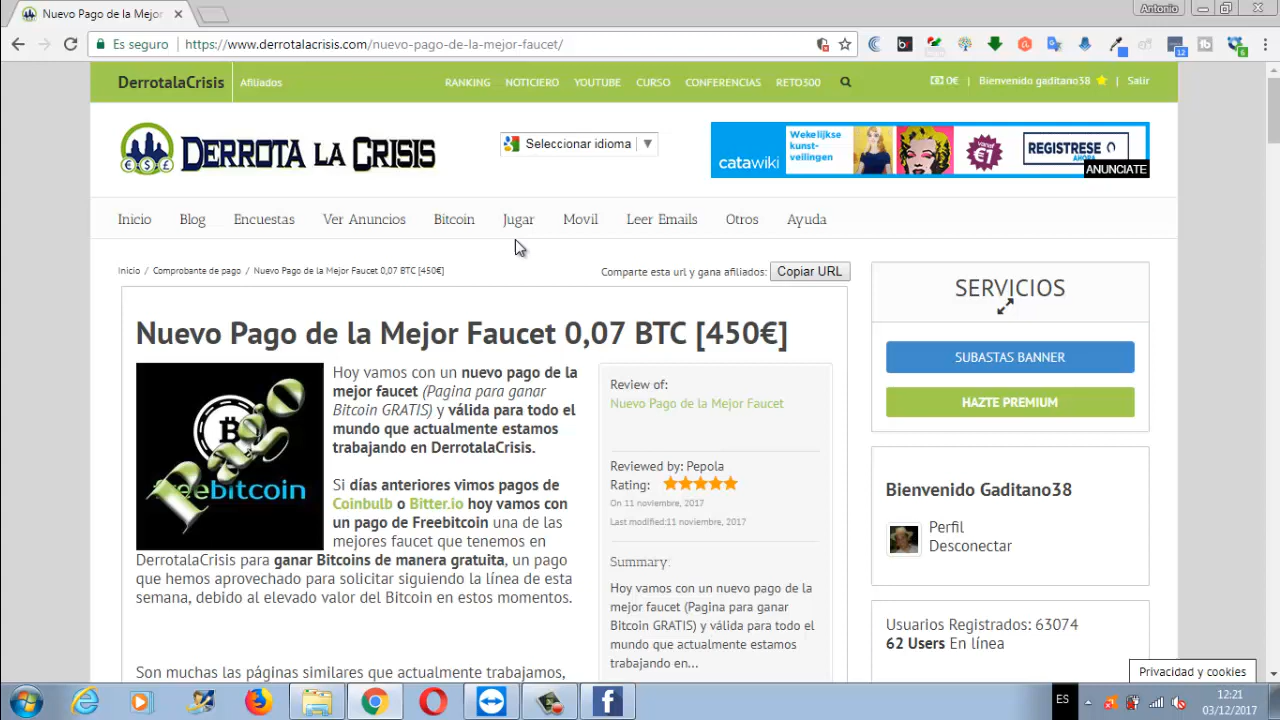 Nuevo Pago de la Mejor
Antonio
Es seguro
https://www.derrotalacrisis.com/nuevo-pago-de-la-mejor-faucet/
12
6
DerrotalaCrisis
Afiliados
RANKING NOTICIERO YOUTUBE CURSO CONFERENCIAS RETO300
0€ | Bienvenido gaditano38 | Salir
DERROTA LA CRISIS
Seleccionar idioma ▼
catawiki
Wekelijkse
kunst-
veilingen
vanaf
€1
REGISTRESE
AHORA
ANUNCIATE
Inicio Blog Encuestas Ver Anuncios Bitcoin Jugar Movil Leer Emails Otros Ayuda
Inicio / Comprobante de pago / Nuevo Pago de la Mejor Faucet 0,07 BTC [450€]
Comparte esta url y gana afiliados: Copiar URL
Nuevo Pago de la Mejor Faucet 0,07 BTC [450€]
Pago
freebitcoin
Hoy vamos con un nuevo pago de la
mejor faucet (Pagina para ganar
Bitcoin GRATIS) y válida para todo el
mundo que actualmente estamos
trabajando en DerrotalaCrisis.
Si días anteriores vimos pagos de
Coinbulb o Bitter.io hoy vamos con
un pago de Freebitcoin una de las
mejores faucet que tenemos en
DerrotalaCrisis para ganar Bitcoins de manera gratuita, un pago
que hemos aprovechado para solicitar siguiendo la línea de esta
semana, debido al elevado valor del Bitcoin en estos momentos.
Son muchas las páginas similares que actualmente trabajamos,
Review of:
Nuevo Pago de la Mejor Faucet
Reviewed by: Pepola
Rating:
On 11 noviembre, 2017
Last modified:11 noviembre, 2017
Summary:
Hoy vamos con un nuevo pago de la
mejor faucet (Pagina para ganar
Bitcoin GRATIS) y válida para todo el
mundo que actualmente estamos
trabajando en...
SERVICIOS
SUBASTAS BANNER
HAZTE PREMIUM
Bienvenido Gaditano38
Perfil
Desconectar
Usuarios Registrados: 63074
62 Users En línea
Privacidad y cookies
ES
12:21
03/12/2017